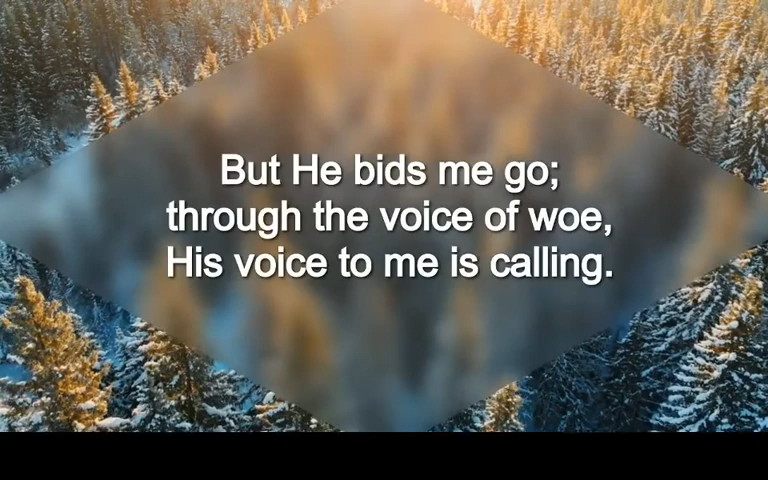 But He bids me go;
through the voice of woe,
His voice to me is calling.